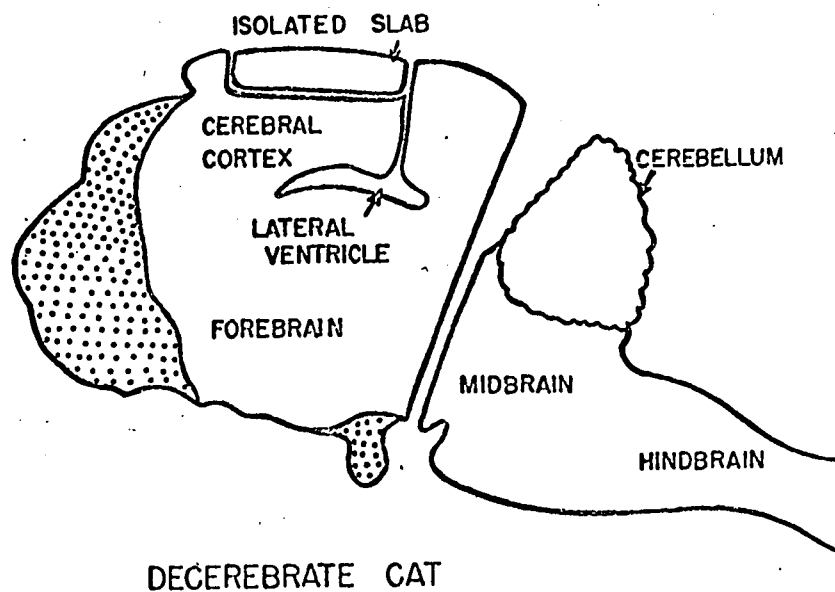 ISOLATED SLAB
CEREBRAL
CORTEX
CEREBELLUM
LATERAL
VENTRICLE
FOREBRAIN
MIDBRAIN
HINDBRAIN
DECEREBRATE CAT